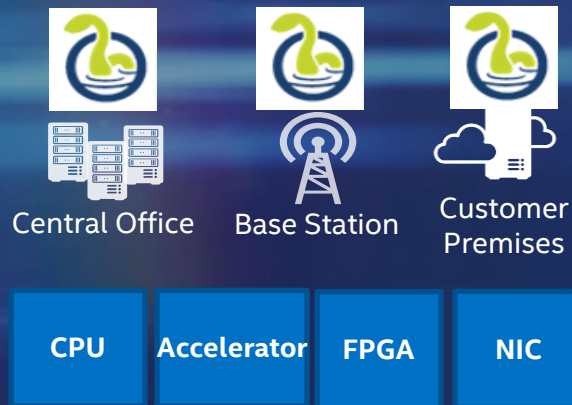 Central Office
Base Station
Customer
Premises
CPU
Accelerator
FPGA
NIC